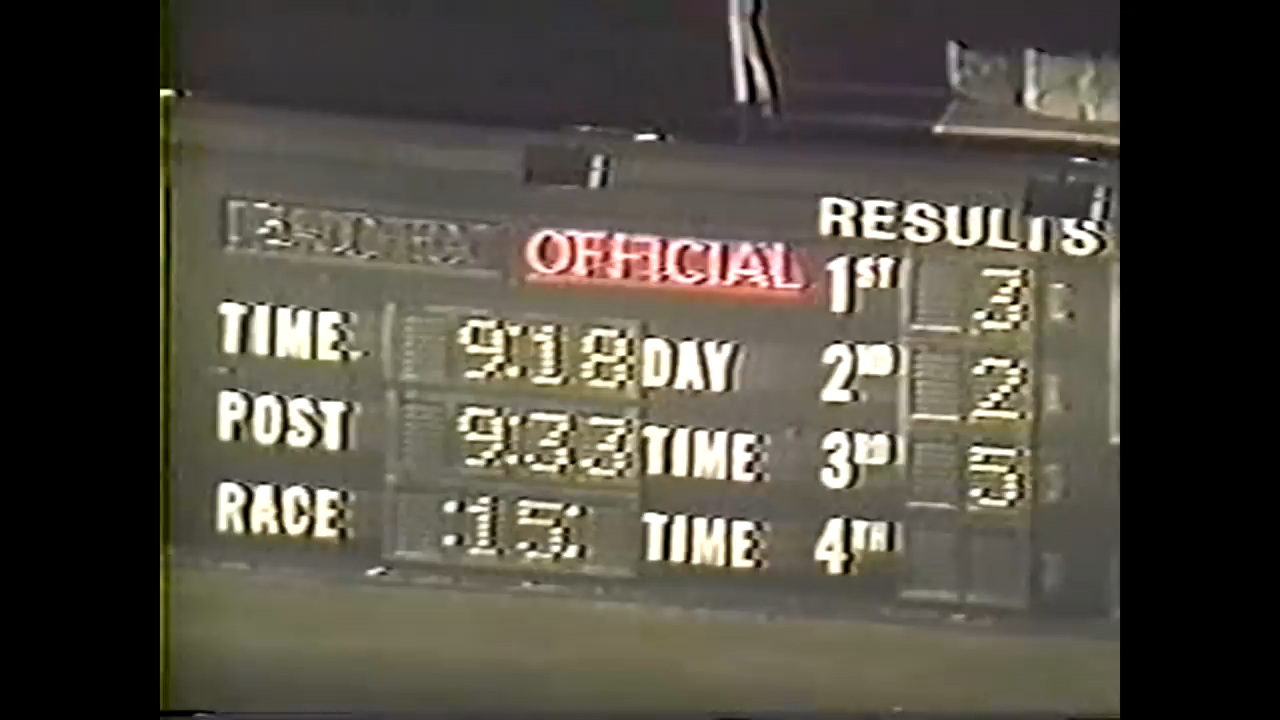 OFFICIAL RESULTS
1ST 3
TIME 9:18 DAY 2ND 2
POST 9:33 TIME 3RD 5
RACE :15: TIME 4TH